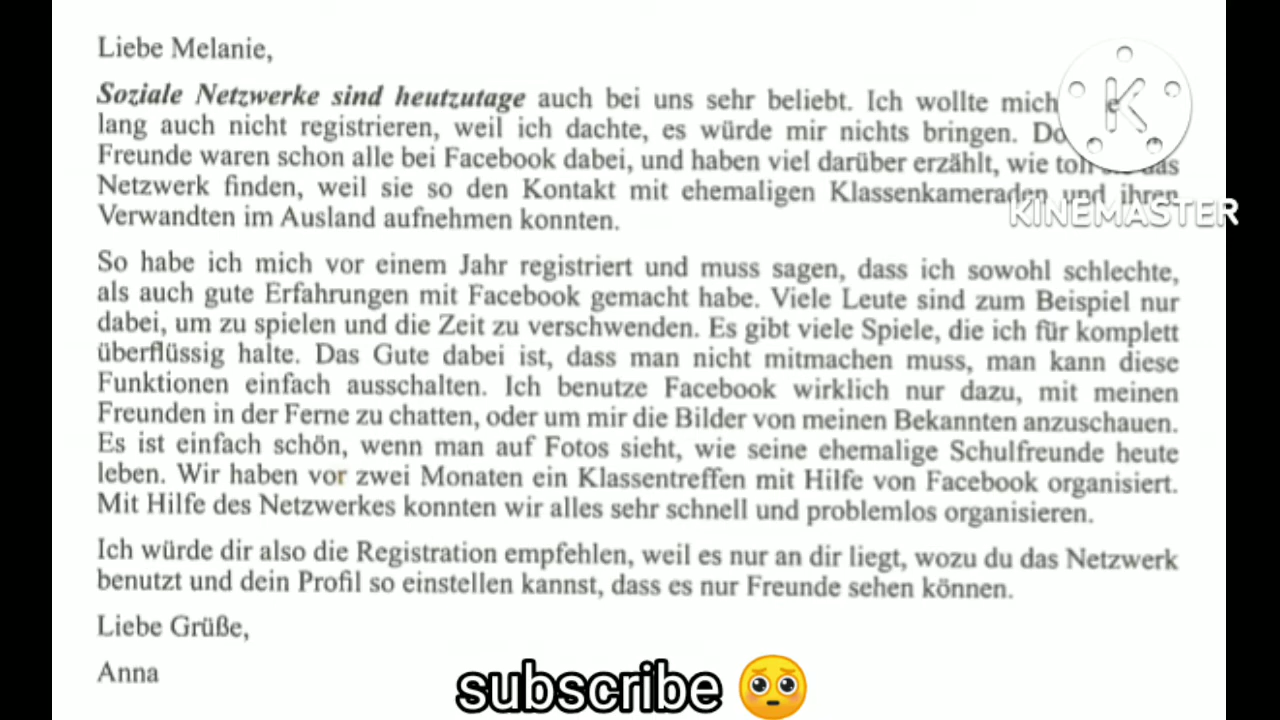 Liebe Melanie,
Soziale Netzwerke sind heutzutage auch bei uns sehr beliebt. Ich wollte mich
lang auch nicht registrieren, weil ich dachte, es würde mir nichts bringen.
Freunde waren schon alle bei Facebook dabei, und haben viel darüber erzählt, wie toll das
Netzwerk finden, weil sie so den Kontakt mit ehemaligen Klassenkameraden und ihren
Verwandten im Ausland aufnehmen konnten.
So habe ich mich vor einem Jahr registriert und muss sagen, dass ich sowohl schlechte,
als auch gute Erfahrungen mit Facebook gemacht habe. Viele Leute sind zum Beispiel nur
dabei, um zu spielen und die Zeit zu verschwenden. Es gibt viele Spiele, die ich für komplett
überflüssig halte. Das Gute dabei ist, dass man nicht mitmachen muss, man kann diese
Funktionen einfach ausschalten. Ich benutze Facebook wirklich nur dazu, mit meinen
Freunden in der Ferne zu chatten, oder um mir die Bilder von meinen Bekannten anzuschauen.
Es ist einfach schön, wenn man auf Fotos sieht, wie seine ehemalige Schulfreunde heute
leben. Wir haben vor zwei Monaten ein Klassentreffen mit Hilfe von Facebook organisiert.
Mit Hilfe des Netzwerkes konnten wir alles sehr schnell und problemlos organisieren.
Ich würde dir also die Registration empfehlen, weil es nur an dir liegt, wozu du das Netzwerk
benutzt und dein Profil so einstellen kannst, dass es nur Freunde sehen können.
Liebe Grüße,
Anna
K
KINEMASTER
subscribe 🥺